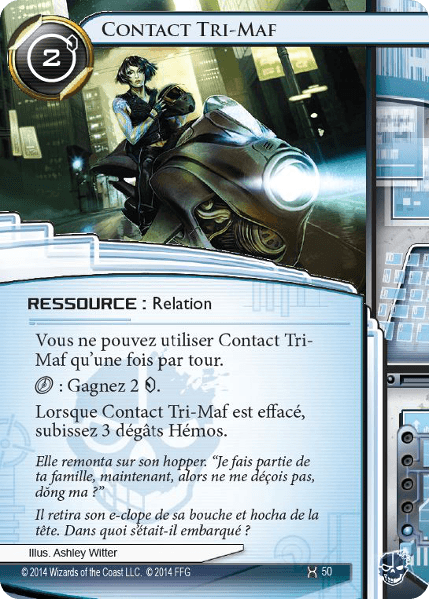 CONTACT TRI-MAF
2
RESSOURCE : Relation
Vous ne pouvez utiliser Contact Tri-
Maf qu'une fois par tour.
: Gagnez 2 .
Lorsque Contact Tri-Maf est effacé,
subissez 3 dégâts Hémos.
Elle remonta sur son hopper. “Je fais partie de
ta famille, maintenant, alors ne me déçois pas,
dŏng ma ?”
Il retira son e-clope de sa bouche et hocha de la
tête. Dans quoi s'était-il embarqué ?
Illus. Ashley Witter
© 2014 Wizards of the Coast LLC. © 2014 FFG
50